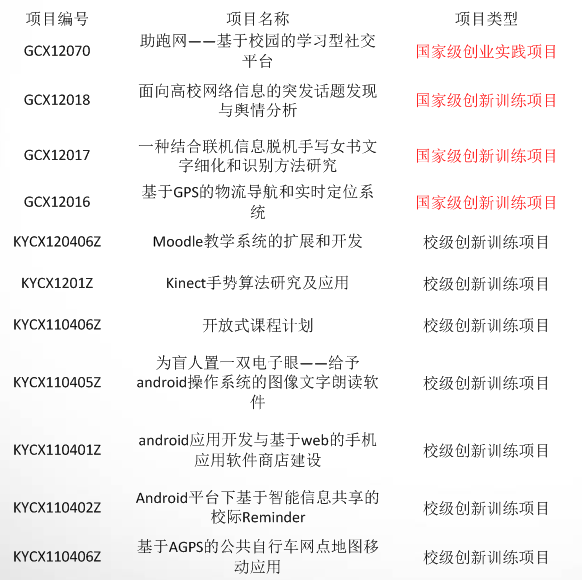 项目编号 项目名称 项目类型
GCX12070 助跑网——基于校园的学习型社交
平台 国家级创业实践项目
GCX12018 面向高校网络信息的突发话题发现
与舆情分析 国家级创新训练项目
GCX12017 一种结合联机信息脱机手写女书文
字细化和识别方法研究 国家级创新训练项目
GCX12016 基于GPS的物流导航和实时定位系
统 国家级创新训练项目
KYCX120406Z Moodle教学系统的扩展和开发 校级创新训练项目
KYCX1201Z Kinect手势算法研究及应用 校级创新训练项目
KYCX110406Z 开放式课程计划 校级创新训练项目
为盲人置一双电子眼——给予
KYCX110405Z android操作系统的图像文字朗读软 校级创新训练项目
件
KYCX110401Z android应用开发与基于web的手机
应用软件商店建设 校级创新训练项目
KYCX110402Z Android平台下基于智能信息共享的
校际Reminder 校级创新训练项目
KYCX110406Z 基于AGPS的公共自行车网点地图移
动应用 校级创新训练项目